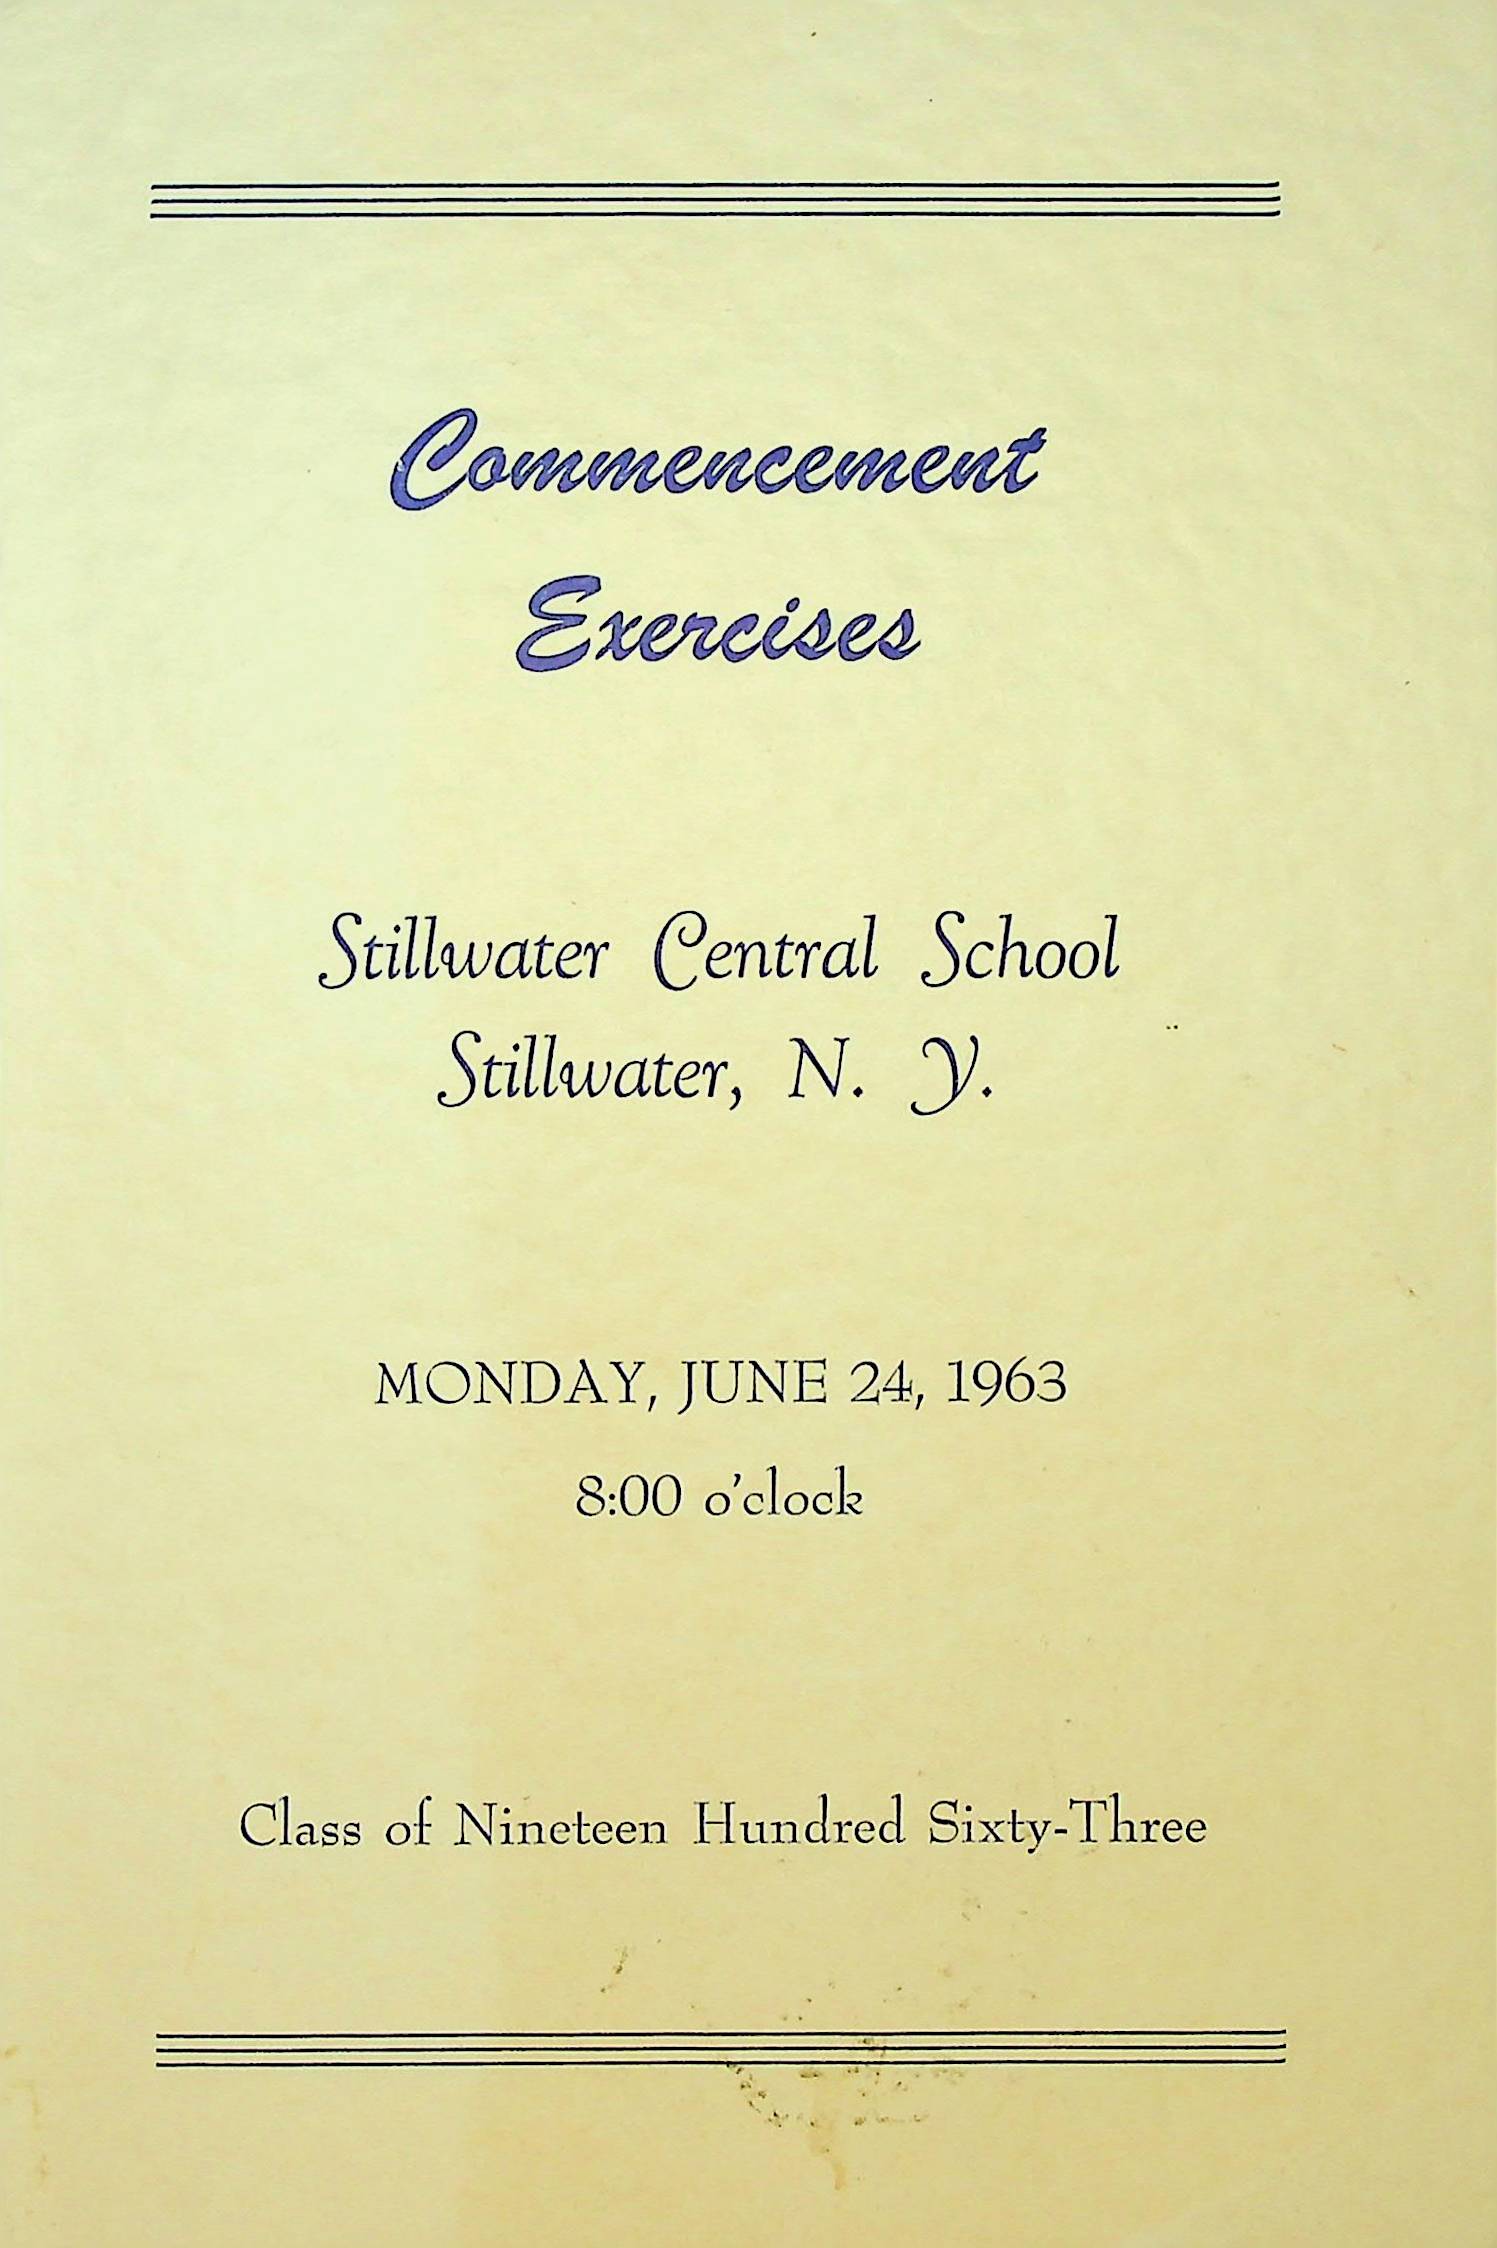 Commencement
Exercises
Stillwater Central School
Stillwater, N. Y.
MONDAY, JUNE 24, 1963
8:00 o'clock
Class of Nineteen Hundred Sixty-Three